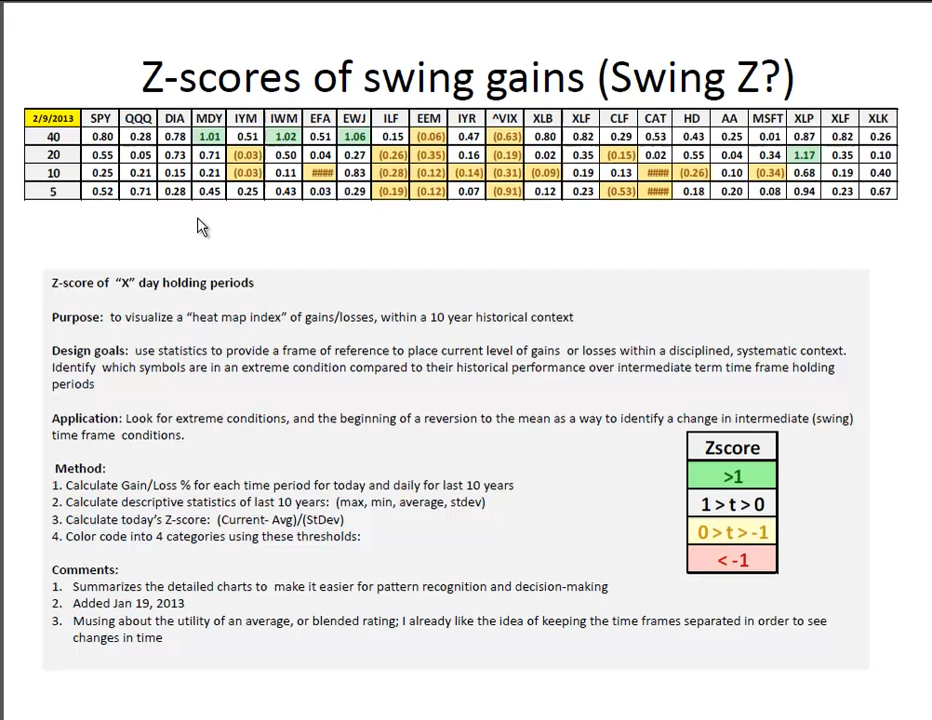 Z-scores of swing gains (Swing Z?)
2/9/2013 SPY QQQ DIA MDY IYM IWM EFA EWJ ILF EEM IYR ^VIX XLB XLF CLF CAT HD AA MSFT XLP XLF XLK
40 0.80 0.28 0.78 1.01 0.51 1.02 0.51 1.06 0.15 (0.06) 0.47 (0.63) 0.80 0.82 0.29 0.53 0.43 0.25 0.01 0.87 0.82 0.26
20 0.55 0.05 0.73 0.71 (0.03) 0.50 0.04 0.27 (0.26) (0.35) 0.16 (0.19) 0.02 0.35 (0.15) 0.02 0.55 0.04 0.34 1.17 0.35 0.10
10 0.25 0.21 0.15 0.21 (0.03) 0.11 #### 0.83 (0.28) (0.12) (0.14) (0.31) (0.09) 0.19 0.13 #### (0.26) 0.10 (0.34) 0.68 0.19 0.40
5 0.52 0.71 0.28 0.45 0.25 0.43 0.03 0.29 (0.19) (0.12) 0.07 (0.91) 0.12 0.23 (0.53) #### 0.18 0.20 0.08 0.94 0.23 0.67
Z-score of "X" day holding periods
Purpose: to visualize a "heat map index" of gains/losses, within a 10 year historical context
Design goals: use statistics to provide a frame of reference to place current level of gains or losses within a disciplined, systematic context.
Identify which symbols are in an extreme condition compared to their historical performance over intermediate term time frame holding
periods
Application: Look for extreme conditions, and the beginning of a reversion to the mean as a way to identify a change in intermediate (swing)
time frame conditions.
Method:
1. Calculate Gain/Loss % for each time period for today and daily for last 10 years
2. Calculate descriptive statistics of last 10 years: (max, min, average, stdev)
3. Calculate today's Z-score: (Current- Avg)/(StDev)
4. Color code into 4 categories using these thresholds:
Zscore
>1
1 > t > 0
0 > t > -1
< -1
Comments:
1. Summarizes the detailed charts to make it easier for pattern recognition and decision-making
2. Added Jan 19, 2013
3. Musing about the utility of an average, or blended rating; I already like the idea of keeping the time frames separated in order to see
changes in time